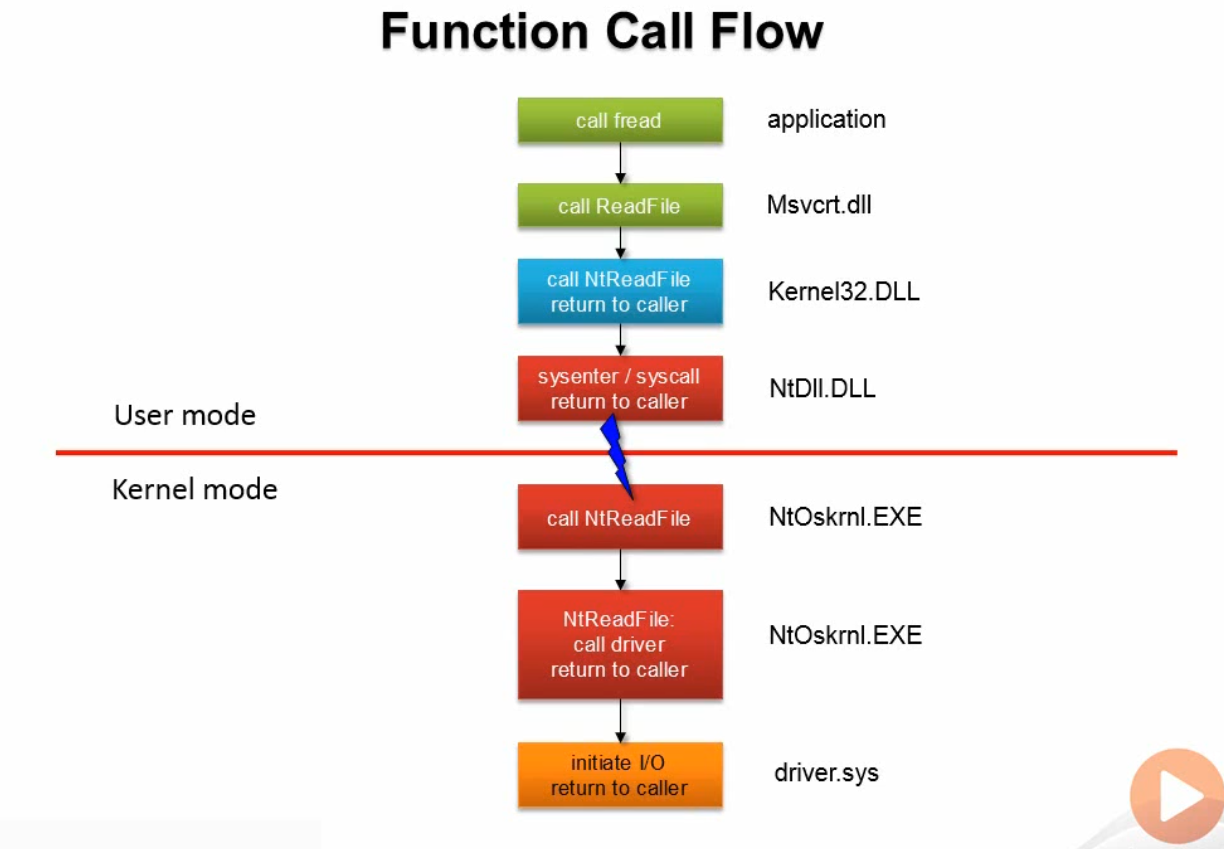 Function Call Flow
call fread
application
call ReadFile
Msvcrt.dll
call NtReadFile
return to caller
Kernel32.DLL
sysenter / syscall
return to caller
NtDll.DLL
User mode
Kernel mode
call NtReadFile
NtOskrnl.EXE
NtReadFile:
call driver
return to caller
NtOskrnl.EXE
initiate I/O
return to caller
driver.sys